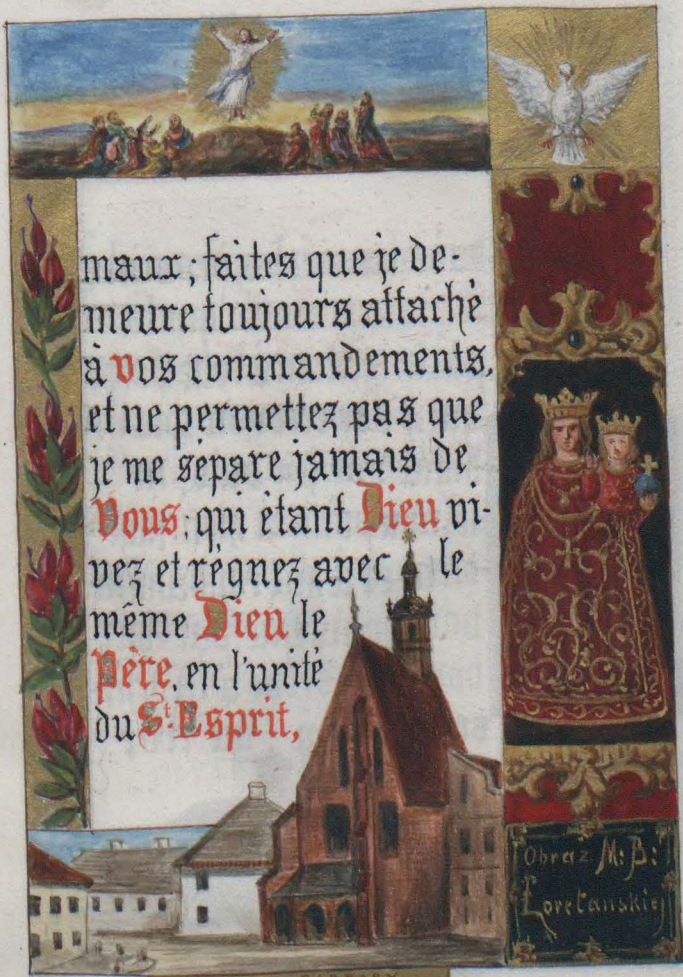 maux; faites que je de-
meure toujours attaché
à vos commandements,
et ne permettez pas que
je me sépare jamais de
Vous; qui étant Dieu vi-
vez et régnez avec le
même Dieu le
Père, en l'unité
du St. Esprit,
Obraz M: B:
Loretanskiej